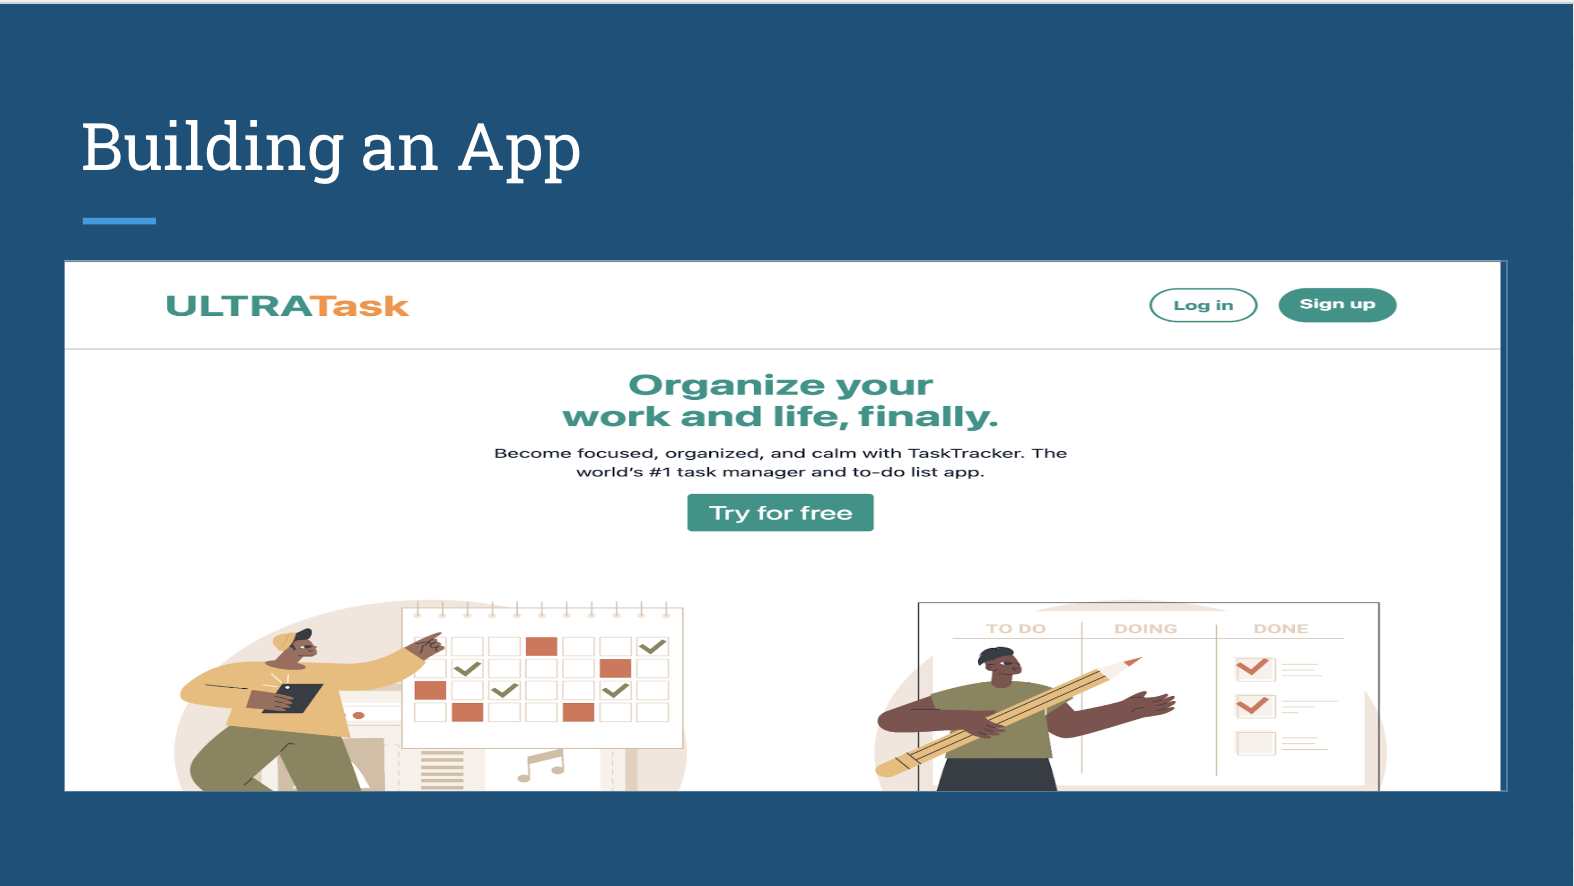 Building an App
ULTRATask
Log in
Sign up
Organize your
work and life, finally.
Become focused, organized, and calm with TaskTracker. The
world's #1 task manager and to-do list app.
Try for free
TO DO
DOING
DONE